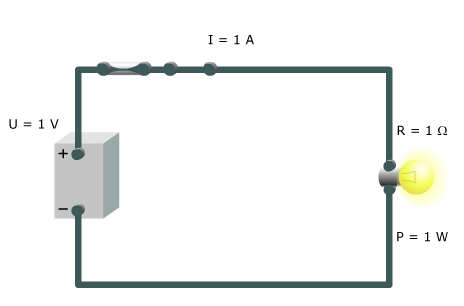 I = 1 A
U = 1 V
+
R = 1 Ω
−
P = 1 W